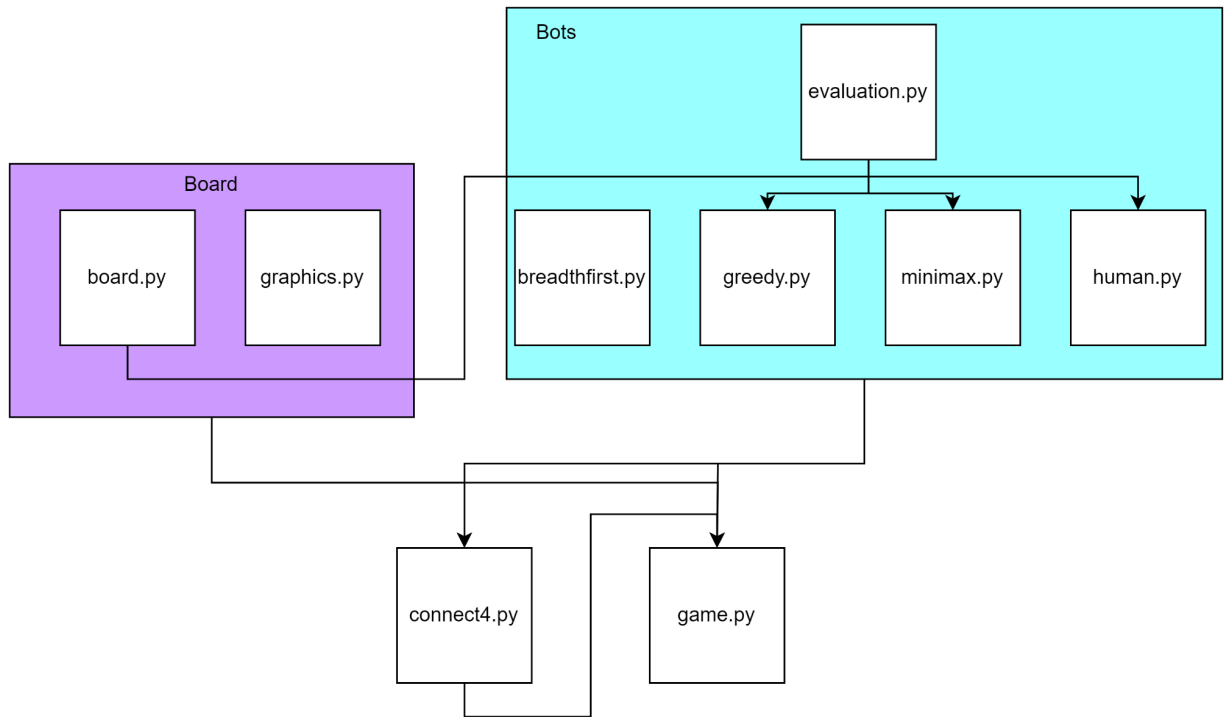 Bots
evaluation.py
Board
board.py
graphics.py
breadthfirst.py
greedy.py
minimax.py
human.py
connect4.py
game.py